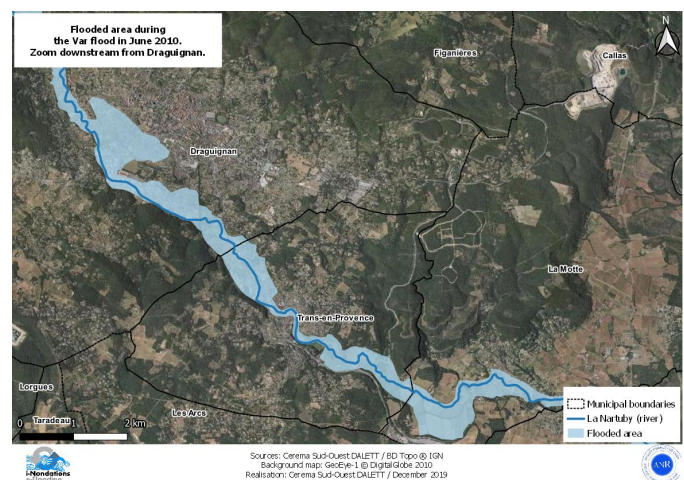 Flooded area during
the Var flood in June 2010.
Zoom downstream from Draguignan.
N
Figanières
Callas
Draguignan
La Motte
Trans-en-Provence
Lorgues
Taradeau
Les Arcs
0 1 2 km
Municipal boundaries
La Nartuby (river)
Flooded area
i-Nondations
e-Flooding
Sources: Cerema Sud-Ouest DALETT / BD Topo ® IGN
Background map: GeoEye-1 © DigitalGlobe 2010
Realisation: Cerema Sud-Ouest DALETT / December 2019
ANR